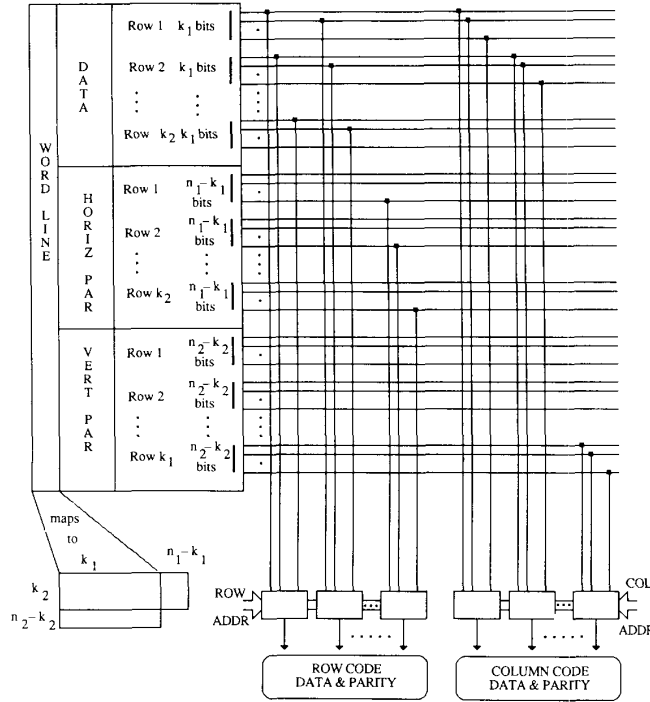 WORD LINE
DATA
Row 1 k1 bits
Row 2 k1 bits
Row k2 k1 bits
HORIZ PAR
Row 1 n1–k1 bits
Row 2 n1–k1 bits
Row k2 n1–k1 bits
VERT PAR
Row 1 n2–k2 bits
Row 2 n2–k2 bits
Row k1 n2–k2 bits
maps
to
k1
n1–k1
k2
n2–k2
ROW
ADDR
COL
ADDR
ROW CODE
DATA & PARITY
COLUMN CODE
DATA & PARITY